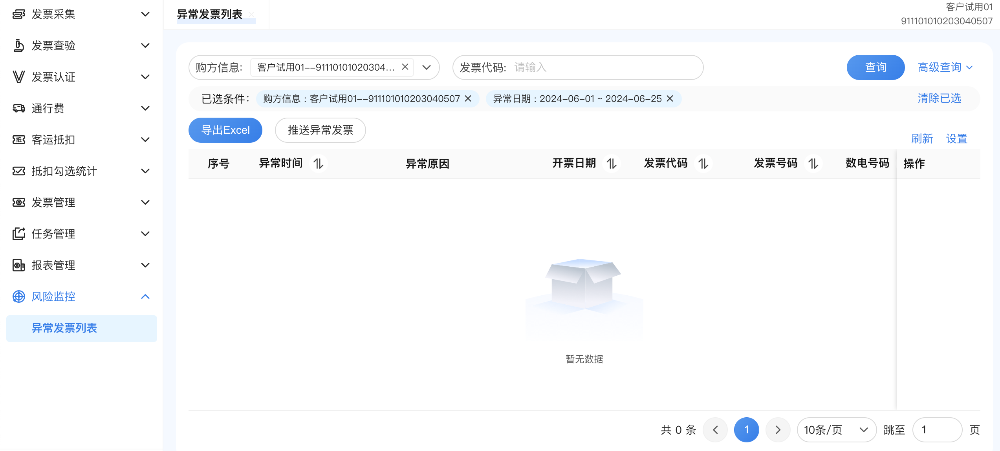 发票采集
发票查验
发票认证
通行费
客运抵扣
抵扣勾选统计
发票管理
任务管理
报表管理
风险监控
异常发票列表
异常发票列表
客户试用01
911101010203040507
购方信息: 客户试用01--91110101020304...
发票代码: 请输入
查询 高级查询
已选条件: 购方信息：客户试用01--911101010203040507 异常日期：2024-06-01 ~ 2024-06-25 清除已选
导出Excel 推送异常发票
刷新 设置
序号 异常时间 异常原因 开票日期 发票代码 发票号码 数电号码 操作
暂无数据
共 0 条 1 10条/页 跳至 1 页